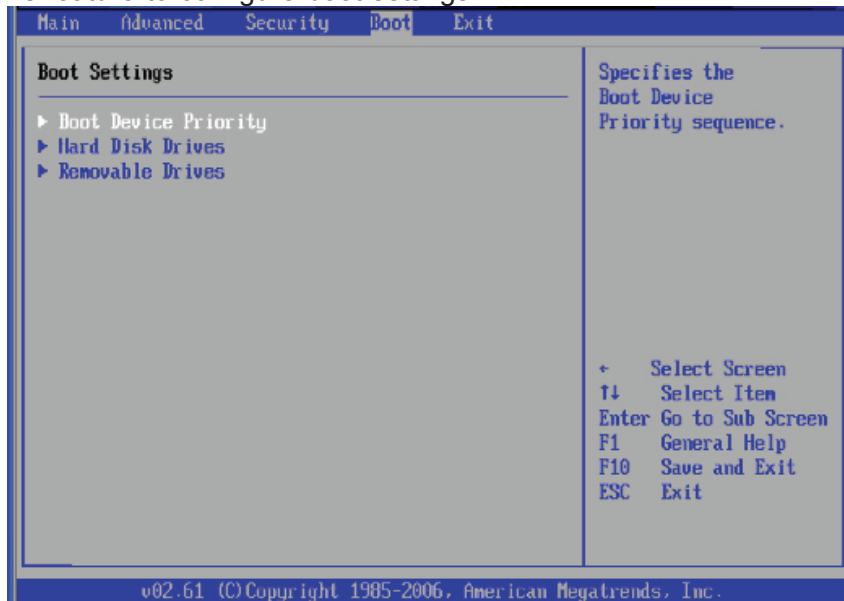 Main Advanced Security Boot Exit
Boot Settings
Boot Device Priority
Hard Disk Drives
Removable Drives
Specifies the
Boot Device
Priority sequence.
← Select Screen
↑↓ Select Item
Enter Go to Sub Screen
F1 General Help
F10 Save and Exit
ESC Exit
v02.61 (C)Copyright 1985-2006, American Megatrends, Inc.